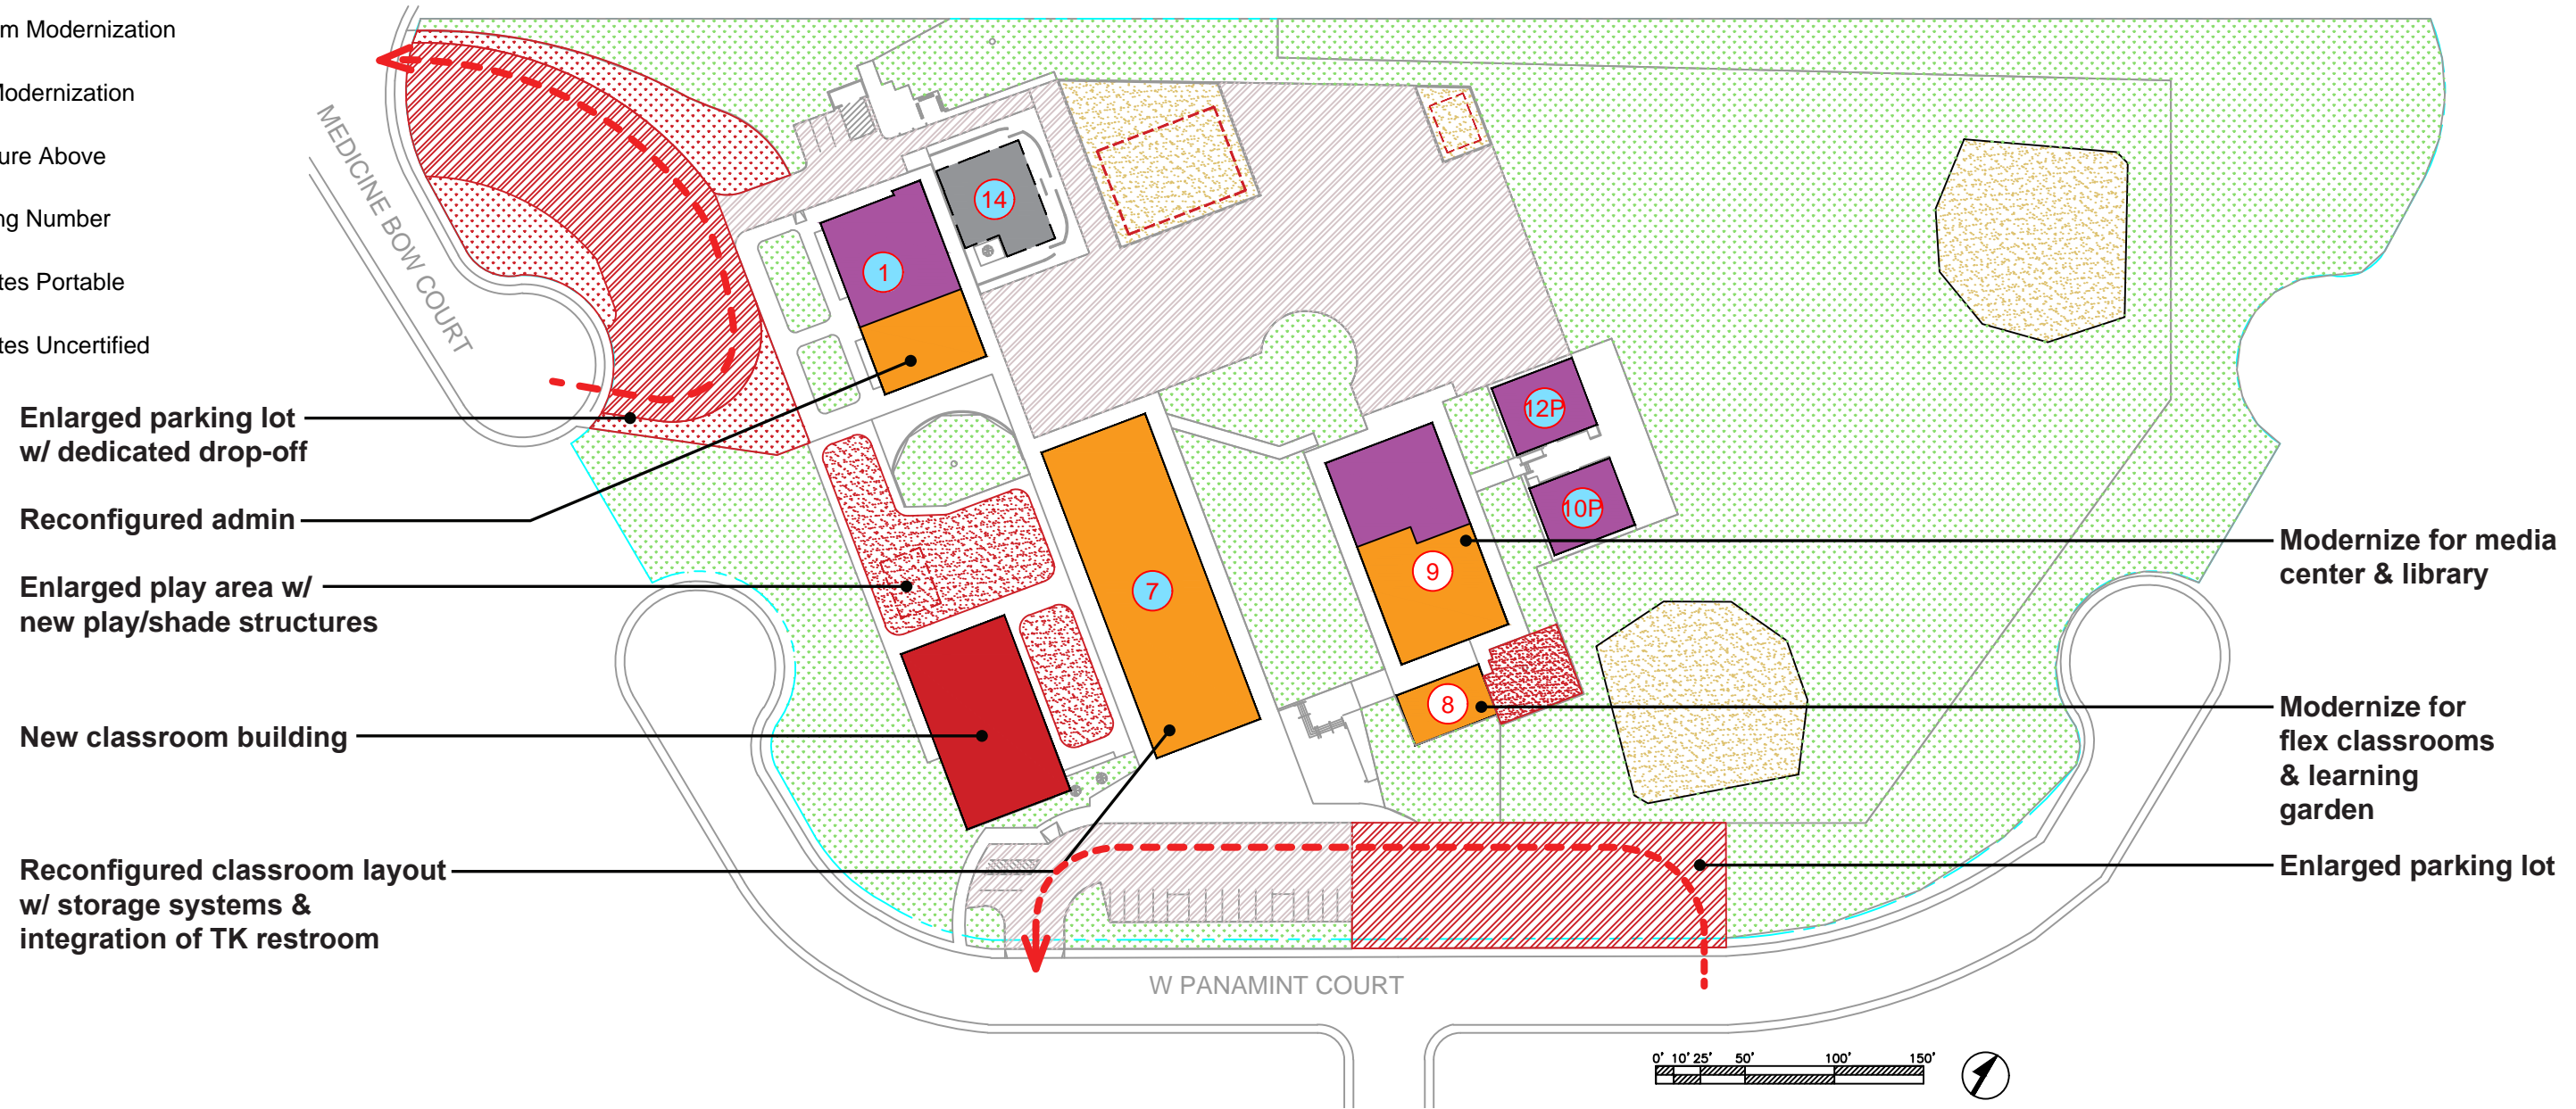 m Modernization
Modernization
ure Above
ng Number
tes Portable
tes Uncertified
MEDICINE BOW COURT
14
1
12P
10P
9
7
8
Enlarged parking lot
w/ dedicated drop-off
Reconfigured admin
Enlarged play area w/
new play/shade structures
New classroom building
Reconfigured classroom layout
w/ storage systems &
integration of TK restroom
Modernize for media
center & library
Modernize for
flex classrooms
& learning
garden
Enlarged parking lot
W PANAMINT COURT
0' 10' 25' 50' 100' 150'